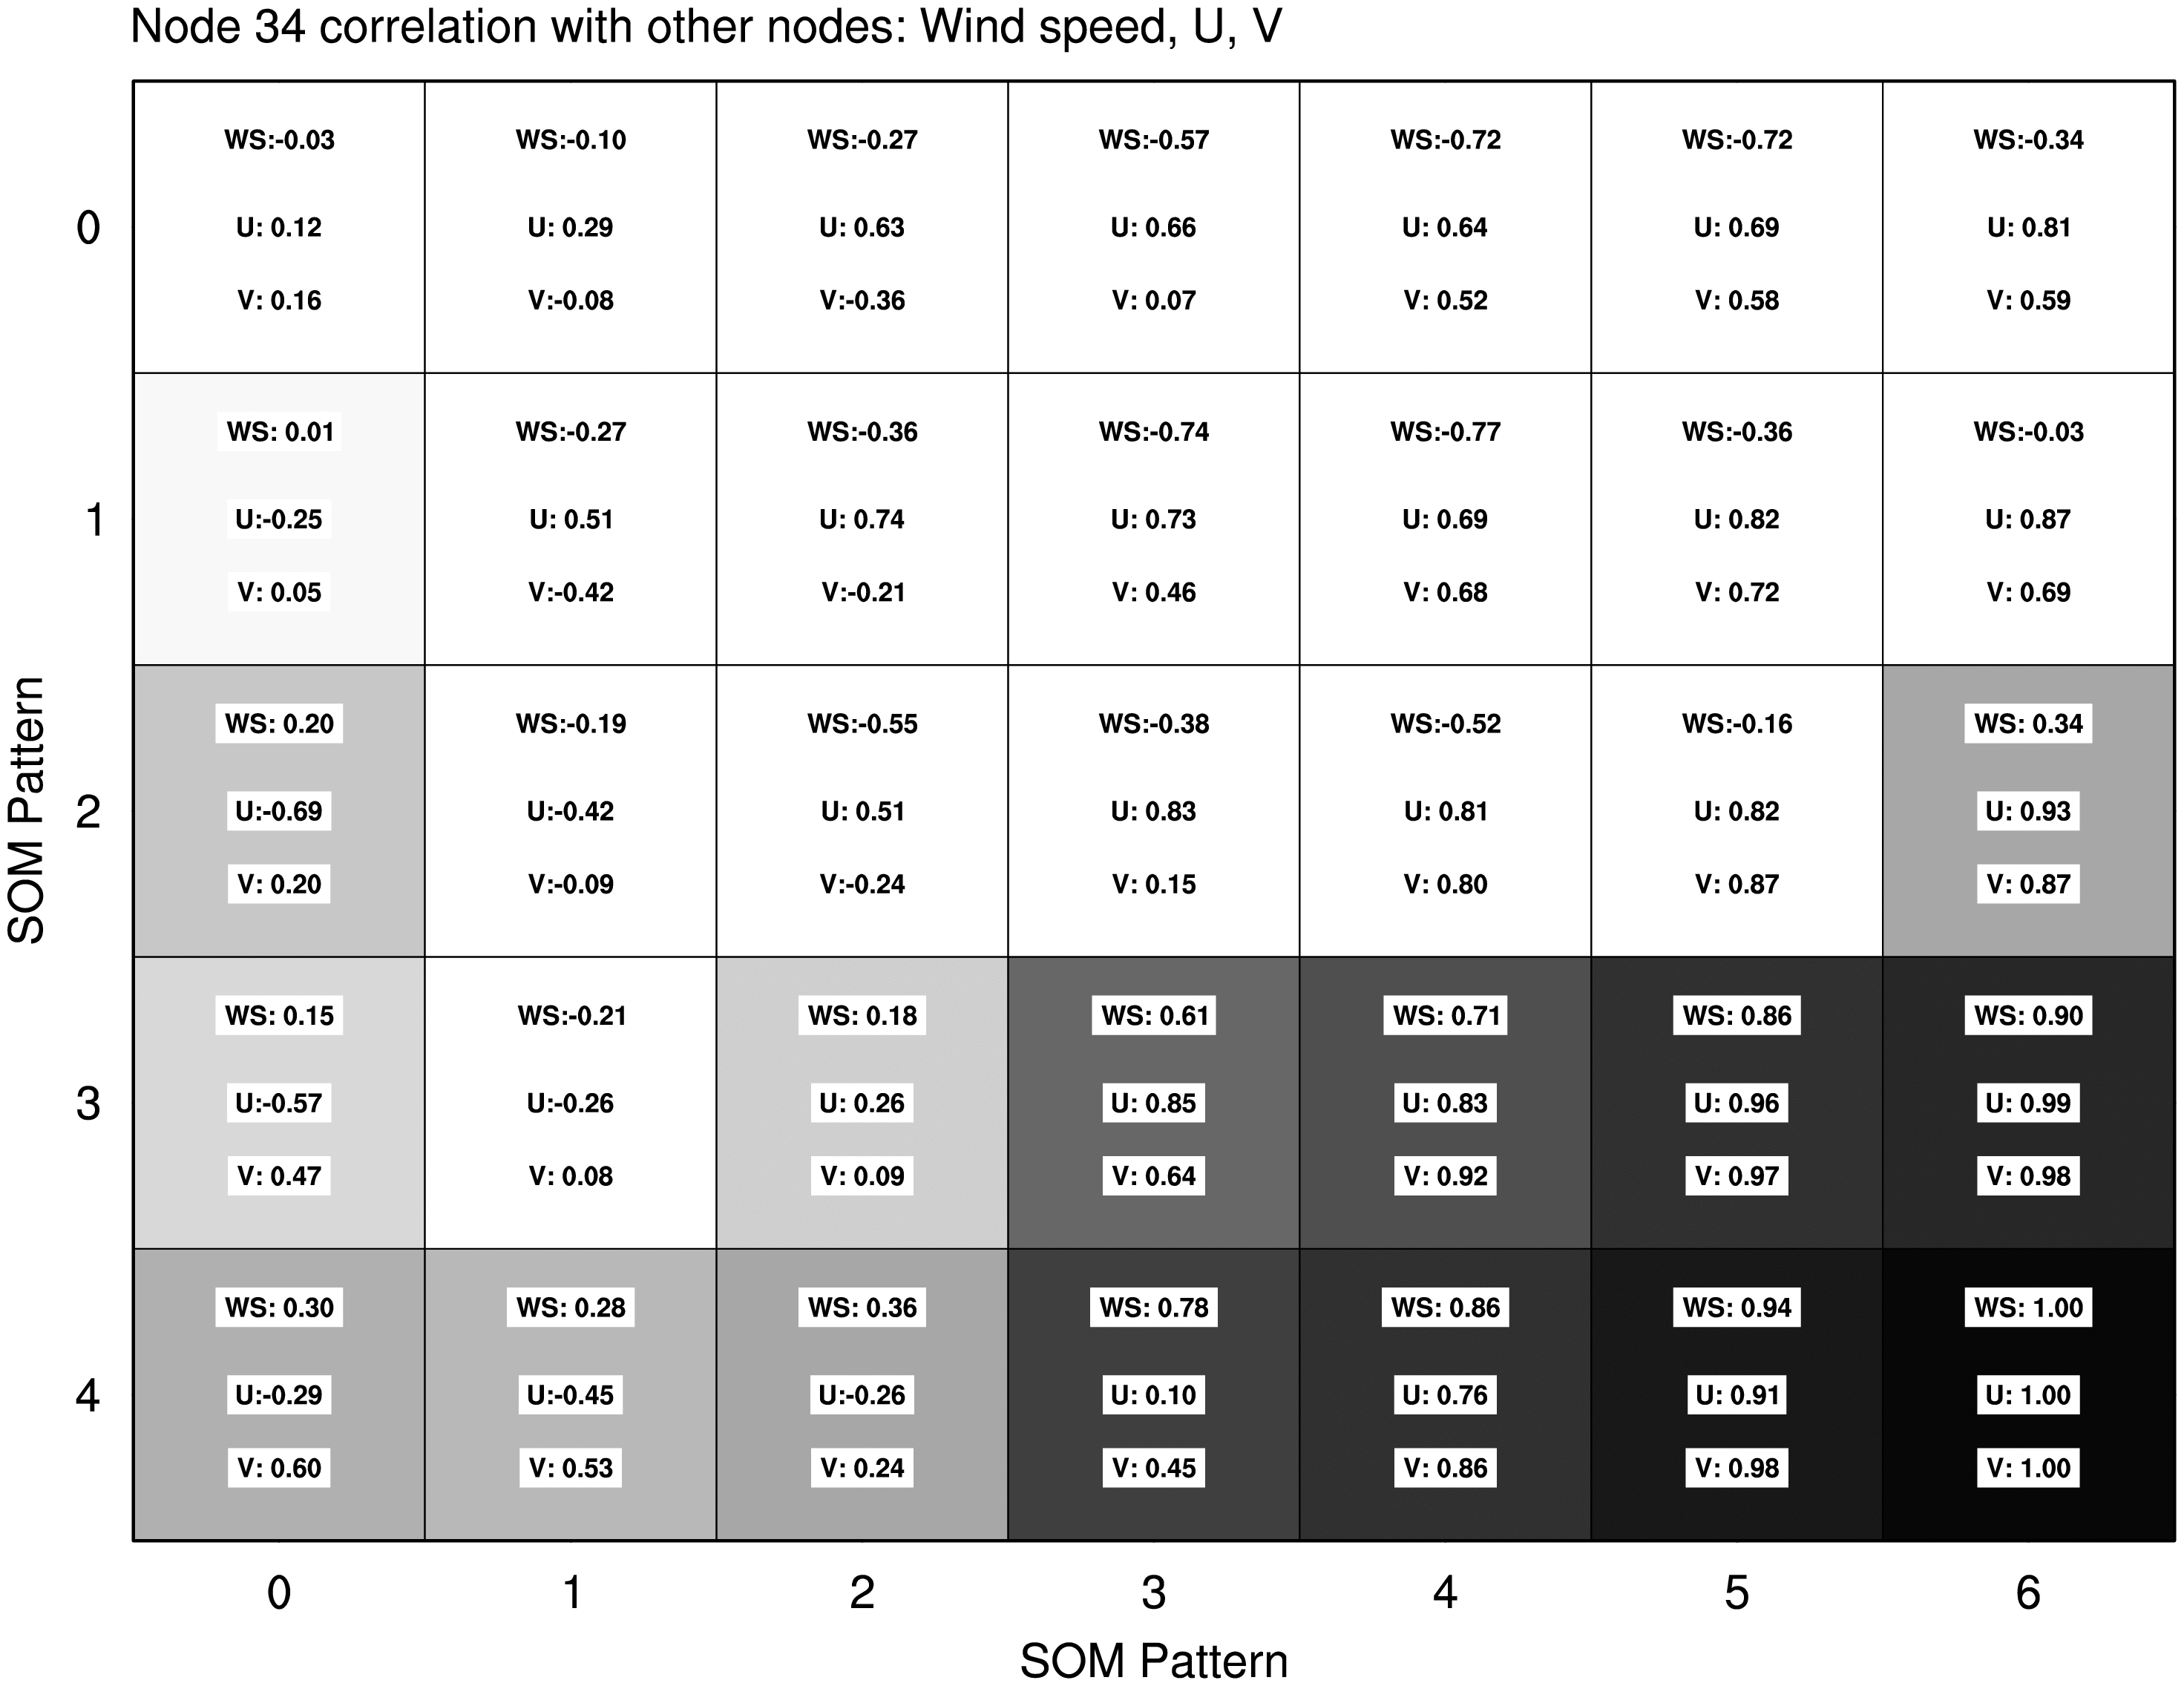 Node 34 correlation with other nodes: Wind speed, U, V
WS:-0.03 WS:-0.10 WS:-0.27 WS:-0.57 WS:-0.72 WS:-0.72 WS:-0.34
0 U: 0.12 U: 0.29 U: 0.63 U: 0.66 U: 0.64 U: 0.69 U: 0.81
V: 0.16 V:-0.08 V:-0.36 V: 0.07 V: 0.52 V: 0.58 V: 0.59
WS: 0.01 WS:-0.27 WS:-0.36 WS:-0.74 WS:-0.77 WS:-0.36 WS:-0.03
1 U:-0.25 U: 0.51 U: 0.74 U: 0.73 U: 0.69 U: 0.82 U: 0.87
V: 0.05 V:-0.42 V:-0.21 V: 0.46 V: 0.68 V: 0.72 V: 0.69
SOM Pattern
WS: 0.20 WS:-0.19 WS:-0.55 WS:-0.38 WS:-0.52 WS:-0.16 WS: 0.34
2 U:-0.69 U:-0.42 U: 0.51 U: 0.83 U: 0.81 U: 0.82 U: 0.93
V: 0.20 V:-0.09 V:-0.24 V: 0.15 V: 0.80 V: 0.87 V: 0.87
WS: 0.15 WS:-0.21 WS: 0.18 WS: 0.61 WS: 0.71 WS: 0.86 WS: 0.90
3 U:-0.57 U:-0.26 U: 0.26 U: 0.85 U: 0.83 U: 0.96 U: 0.99
V: 0.47 V: 0.08 V: 0.09 V: 0.64 V: 0.92 V: 0.97 V: 0.98
WS: 0.30 WS: 0.28 WS: 0.36 WS: 0.78 WS: 0.86 WS: 0.94 WS: 1.00
4 U:-0.29 U:-0.45 U:-0.26 U: 0.10 U: 0.76 U: 0.91 U: 1.00
V: 0.60 V: 0.53 V: 0.24 V: 0.45 V: 0.86 V: 0.98 V: 1.00
0 1 2 3 4 5 6
SOM Pattern